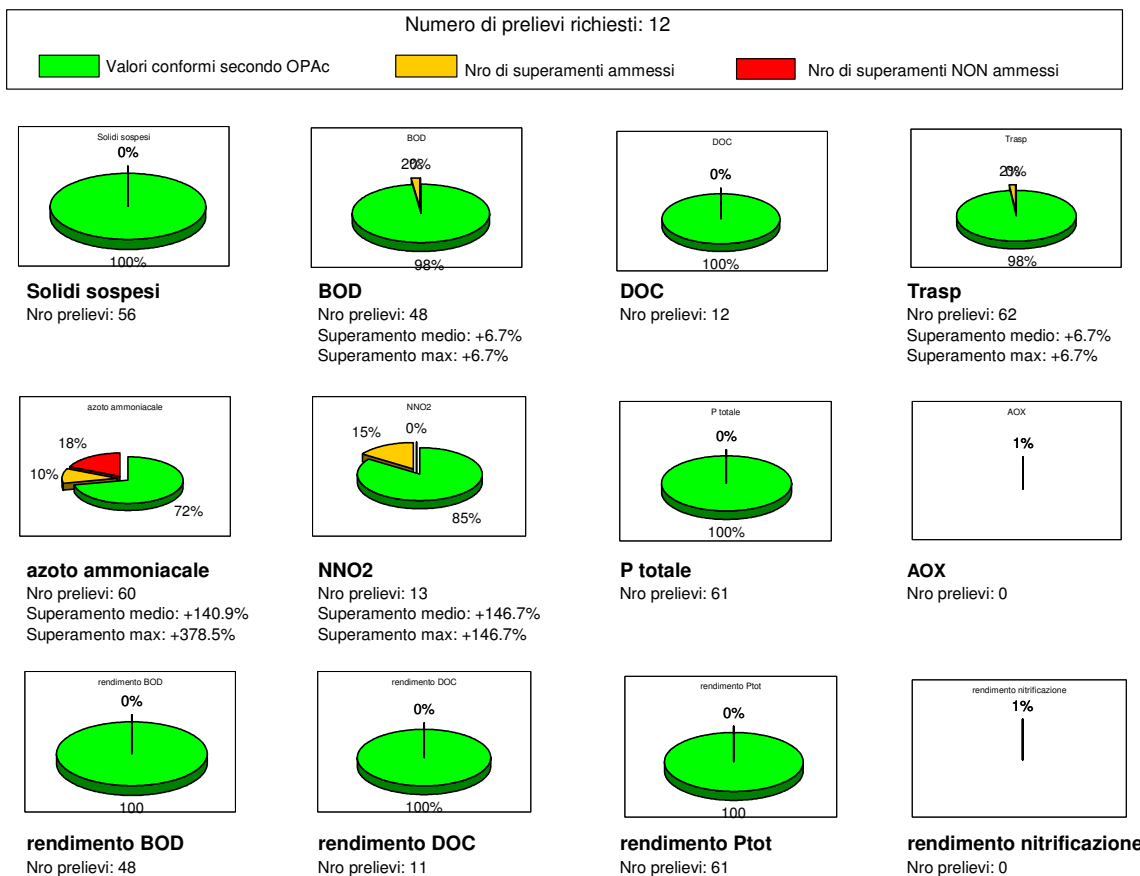 Numero di prelievi richiesti: 12
Valori conformi secondo OPAc
Nro di superamenti ammessi
Nro di superamenti NON ammessi
Solidi sospesi
0%
100%
Solidi sospesi
Nro prelievi: 56
BOD
2%
0%
98%
BOD
Nro prelievi: 48
Superamento medio: +6.7%
Superamento max: +6.7%
DOC
0%
100%
DOC
Nro prelievi: 12
Trasp
2%
0%
98%
Trasp
Nro prelievi: 62
Superamento medio: +6.7%
Superamento max: +6.7%
azoto ammoniacale
18%
10%
72%
azoto ammoniacale
Nro prelievi: 60
Superamento medio: +140.9%
Superamento max: +378.5%
NNO2
15%
0%
85%
NNO2
Nro prelievi: 13
Superamento medio: +146.7%
Superamento max: +146.7%
P totale
0%
100%
P totale
Nro prelievi: 61
AOX
1%
AOX
Nro prelievi: 0
rendimento BOD
0%
100
rendimento BOD
Nro prelievi: 48
rendimento DOC
0%
100%
rendimento DOC
Nro prelievi: 11
rendimento Ptot
0%
100
rendimento Ptot
Nro prelievi: 61
rendimento nitrificazione
1%
rendimento nitrificazione
Nro prelievi: 0